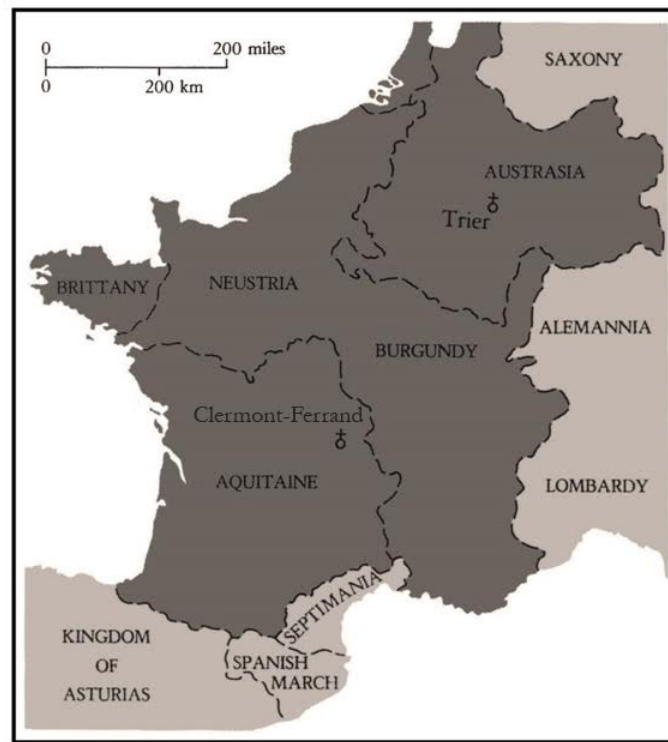 0 200 miles
0 200 km
SAXONY
AUSTRASIA
Trier
BRITTANY
NEUSTRIA
ALEMANNIA
BURGUNDY
Clermont-Ferrand
AQUITAINE
LOMBARDY
SEPTIMANIA
KINGDOM
OF
ASTURIAS
SPANISH
MARCH